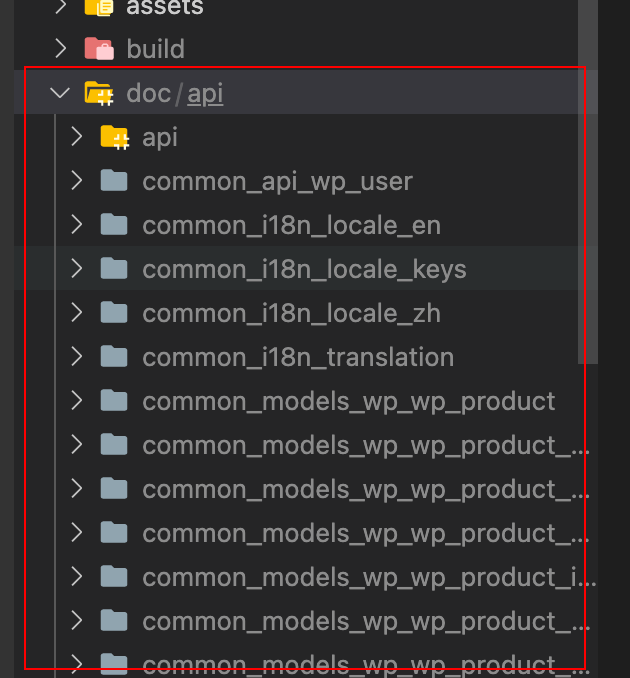 assets
build
doc/api
api
common_api_wp_user
common_i18n_locale_en
common_i18n_locale_keys
common_i18n_locale_zh
common_i18n_translation
common_models_wp_wp_product
common_models_wp_wp_product_...
common_models_wp_wp_product_...
common_models_wp_wp_product_...
common_models_wp_wp_product_i...
common_models_wp_wp_product_...
common_models_wp_wp_product_...